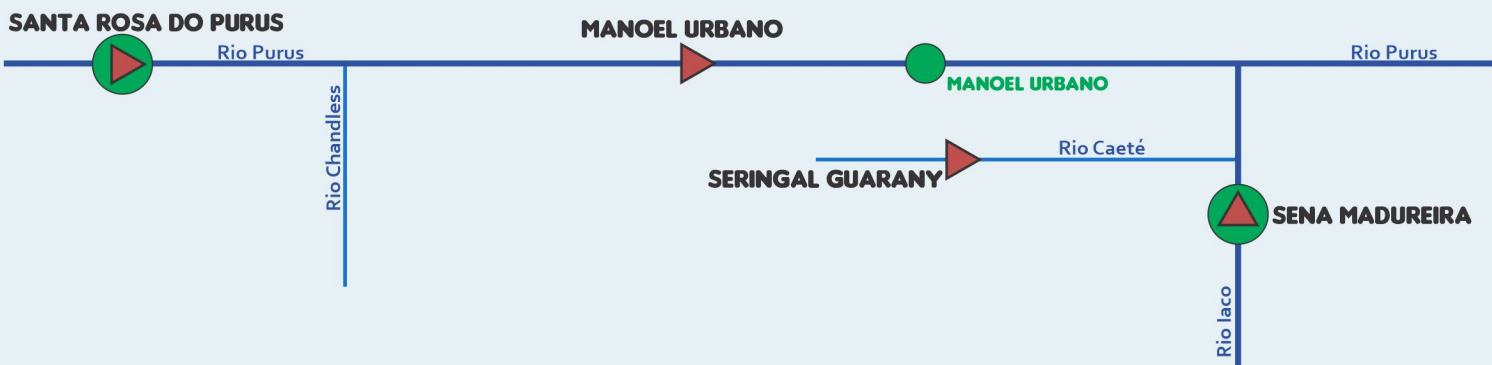 SANTA ROSA DO PURUS
MANOEL URBANO
Rio Purus
Rio Purus
MANOEL URBANO
Rio Chandless
Rio Caeté
SERINGAL GUARANY
SENA MADUREIRA
Rio Iaco